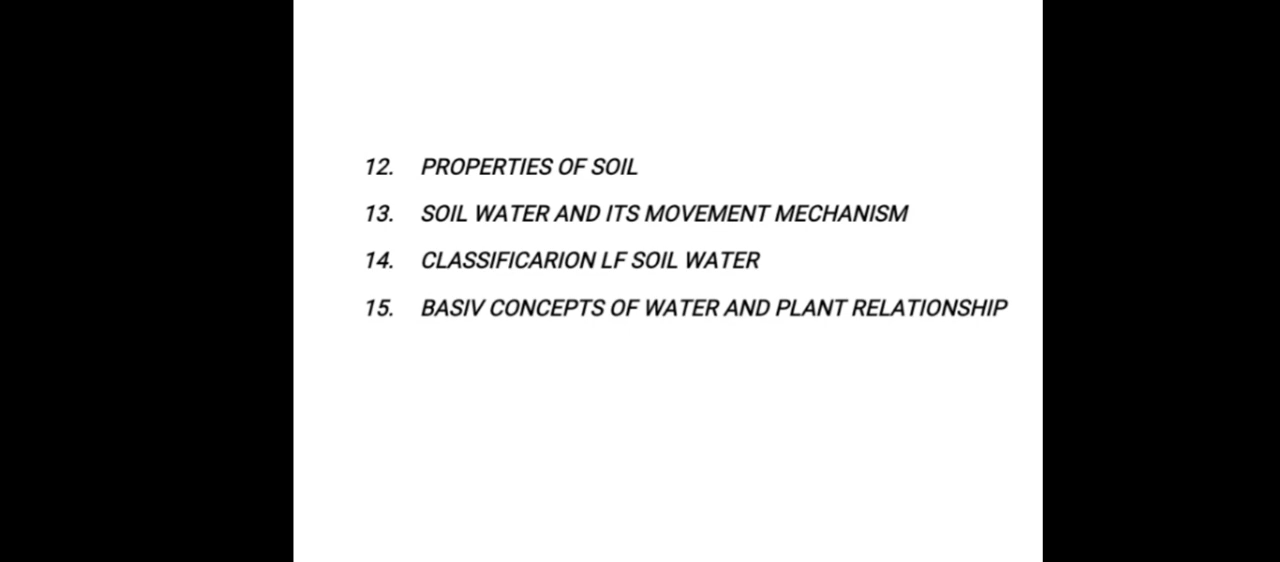 12. PROPERTIES OF SOIL
13. SOIL WATER AND ITS MOVEMENT MECHANISM
14. CLASSIFICARION LF SOIL WATER
15. BASIV CONCEPTS OF WATER AND PLANT RELATIONSHIP